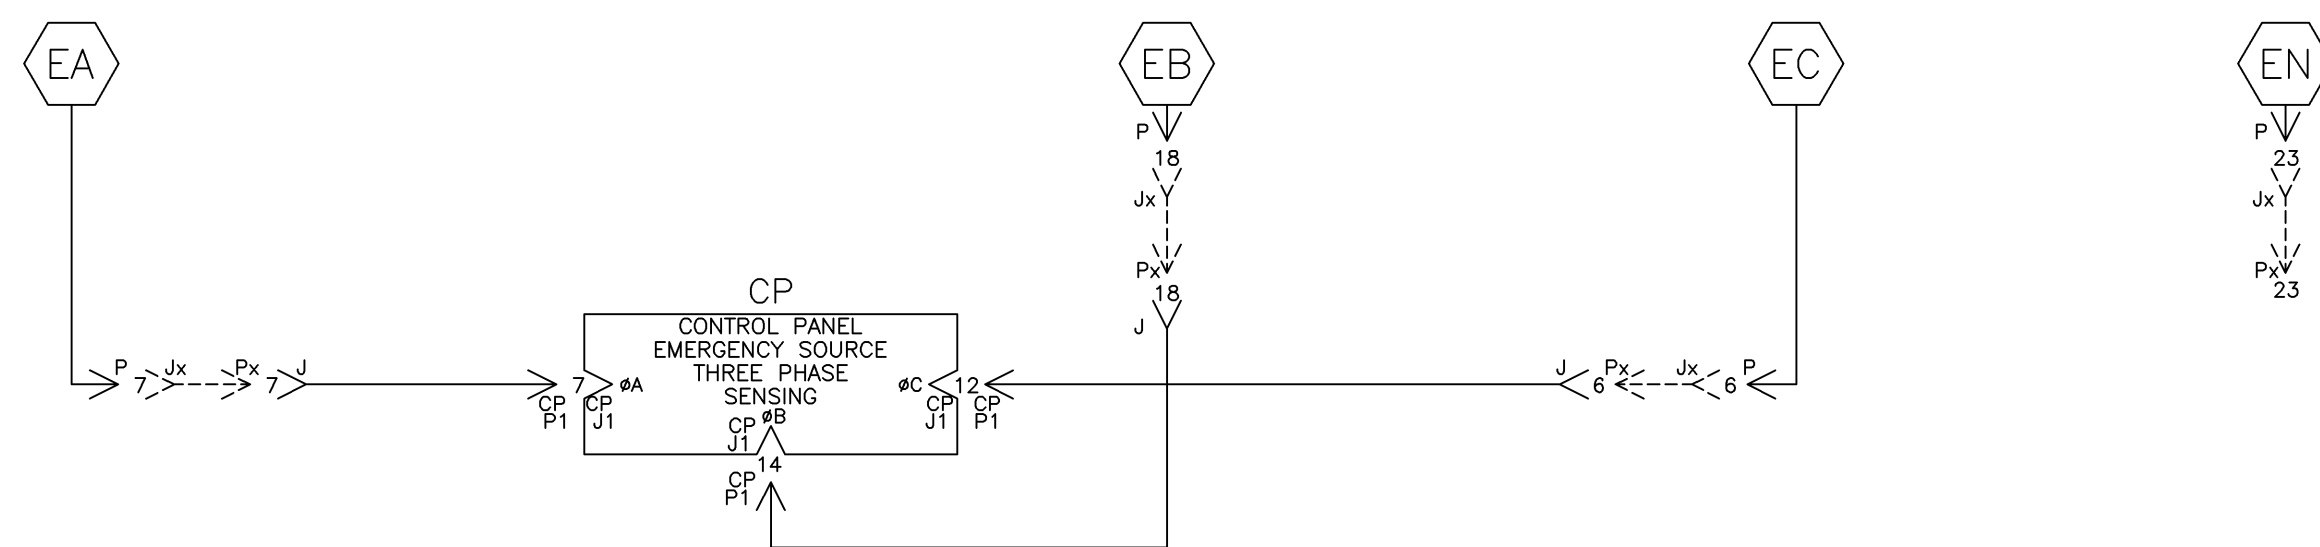 EA
EB
EC
EN
P
P
18
23
Jx
Jx
Px
Px
18
23
CP
J
CONTROL PANEL
EMERGENCY SOURCE
THREE PHASE
SENSING
P
7
Jx
Px
7
J
7
øA
øC
12
J
6
Px
Jx
6
P
CP
P1
CP
J1
CP
J1
CP
P1
øB
CP
J1
14
CP
P1